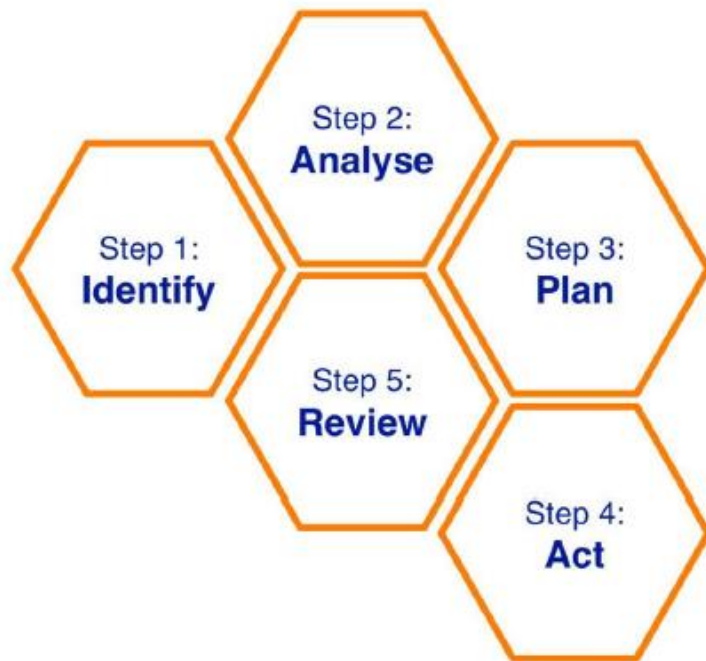 Step 1:
Identify
Step 2:
Analyse
Step 3:
Plan
Step 4:
Act
Step 5:
Review